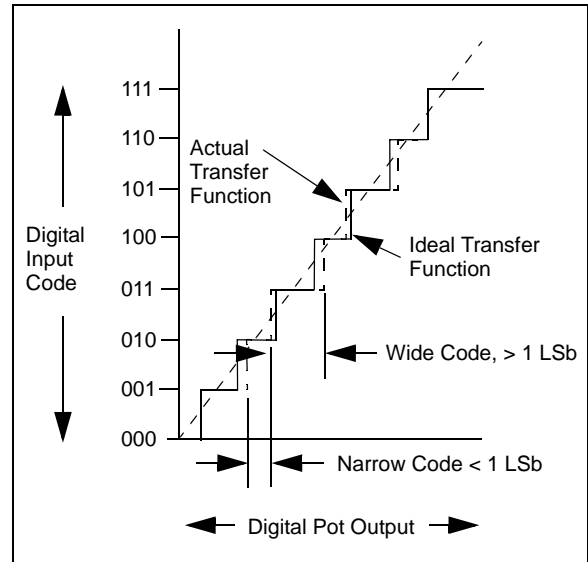 111
110
101
100
011
010
001
000
Digital
Input
Code
Actual
Transfer
Function
Ideal Transfer
Function
Wide Code, > 1 LSb
Narrow Code < 1 LSb
Digital Pot Output